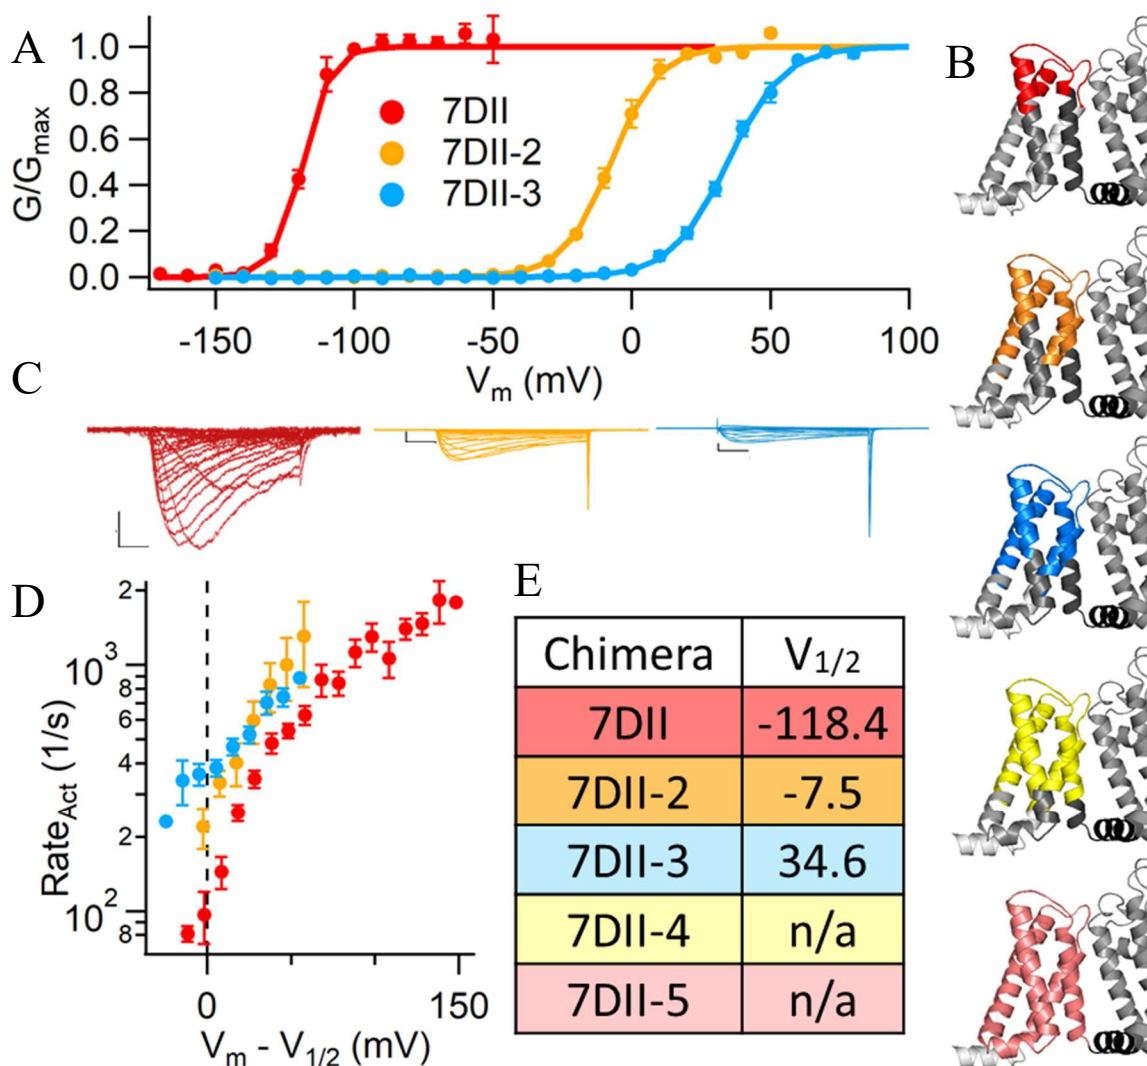 A
B
G/Gmax
1.0
0.8
0.6
0.4
0.2
0.0
7DII
7DII-2
7DII-3
-150
-100
-50
0
50
100
Vm (mV)
C
D
E
RateAct (1/s)
2
10³
8
6
4
2
10²
8
0
150
Vm - V1/2 (mV)
Chimera V1/2
7DII -118.4
7DII-2 -7.5
7DII-3 34.6
7DII-4 n/a
7DII-5 n/a